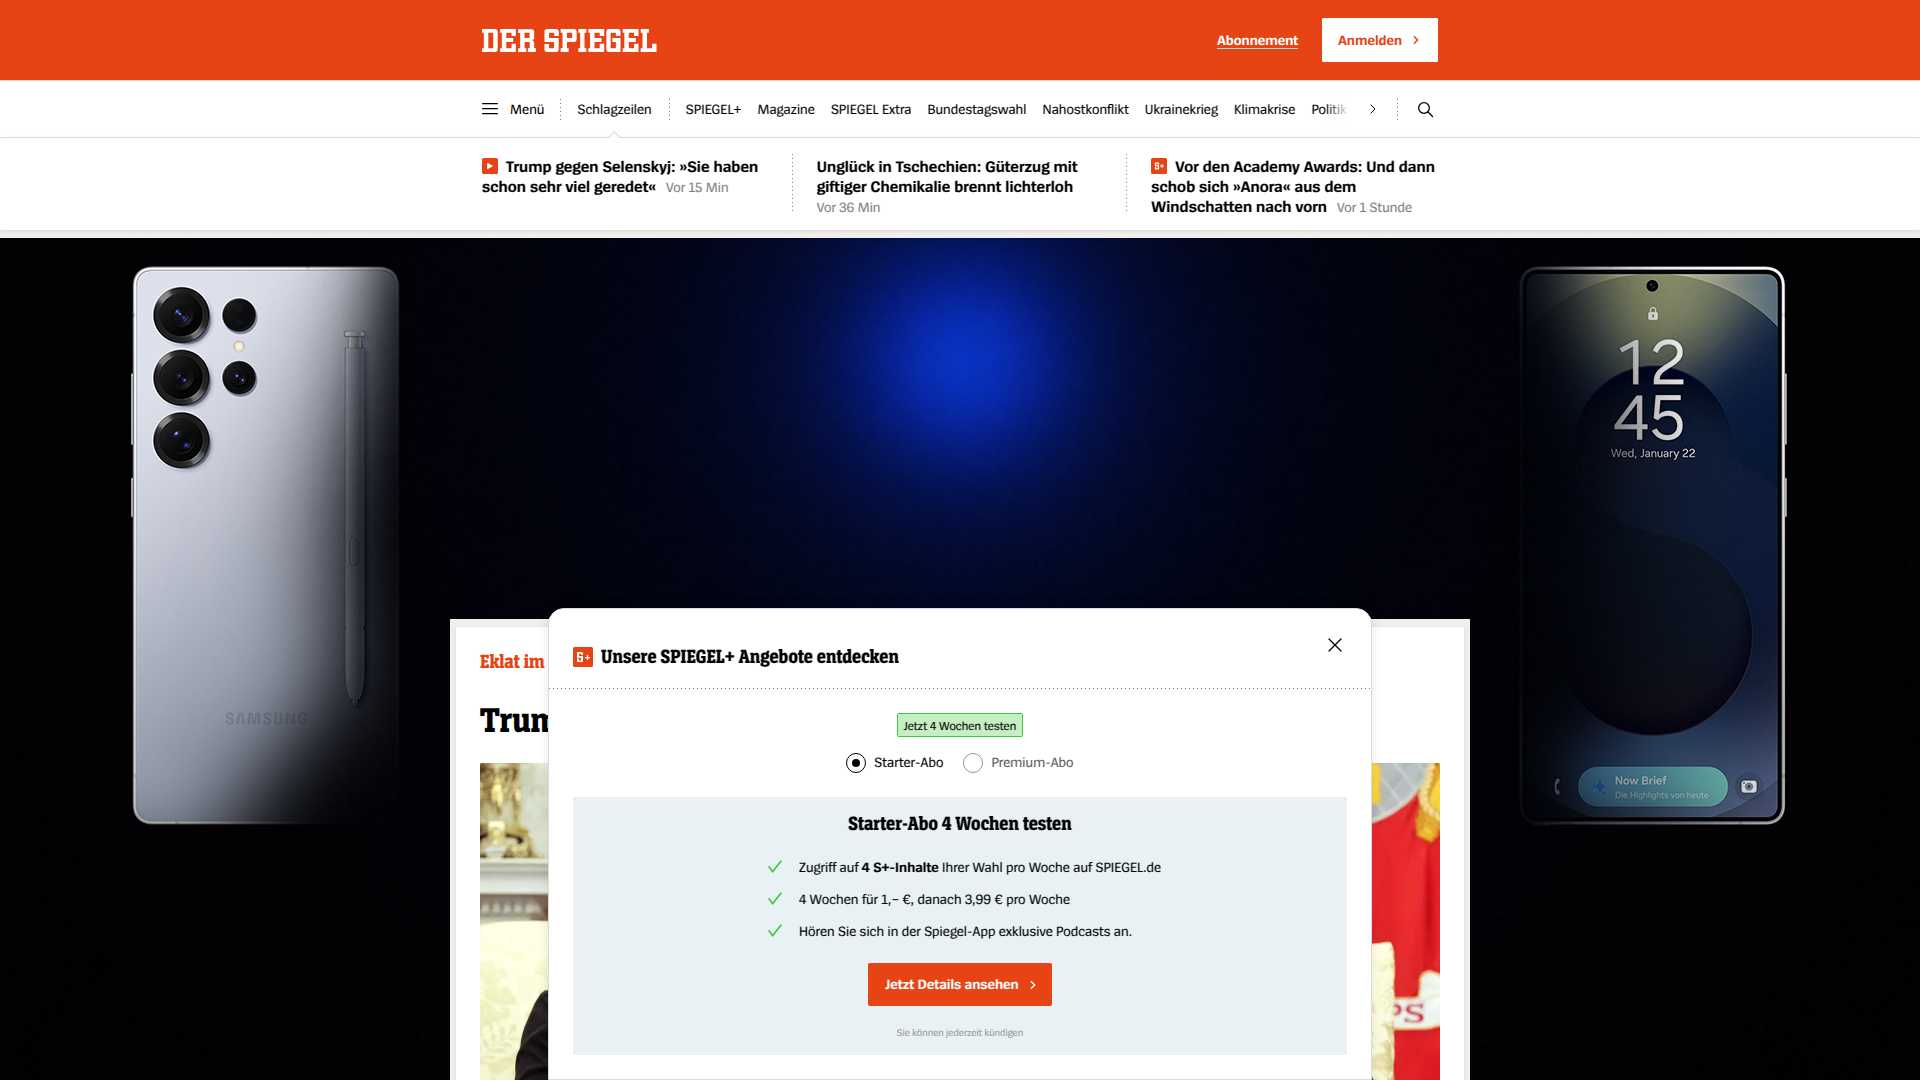 DER SPIEGEL
Abonnement
Anmelden
Menü
Schlagzeilen
SPIEGEL+
Magazine
SPIEGEL Extra
Bundestagswahl
Nahostkonflikt
Ukrainekrieg
Klimakrise
Politik
Trump gegen Selenskyj: »Sie haben
schon sehr viel geredet« Vor 15 Min
Unglück in Tschechien: Güterzug mit
giftiger Chemikalie brennt lichterloh
Vor 36 Min
S+ Vor den Academy Awards: Und dann
schob sich »Anora« aus dem
Windschatten nach vorn Vor 1 Stunde
SAMSUNG
12
45
Wed, January 22
Now Brief
Die Highlights von heute
Eklat im
S+ Unsere SPIEGEL+ Angebote entdecken
Jetzt 4 Wochen testen
Starter-Abo
Premium-Abo
Starter-Abo 4 Wochen testen
Zugriff auf 4 S+-Inhalte Ihrer Wahl pro Woche auf SPIEGEL.de
4 Wochen für 1,– €, danach 3,99 € pro Woche
Hören Sie sich in der Spiegel-App exklusive Podcasts an.
Jetzt Details ansehen
Sie können jederzeit kündigen